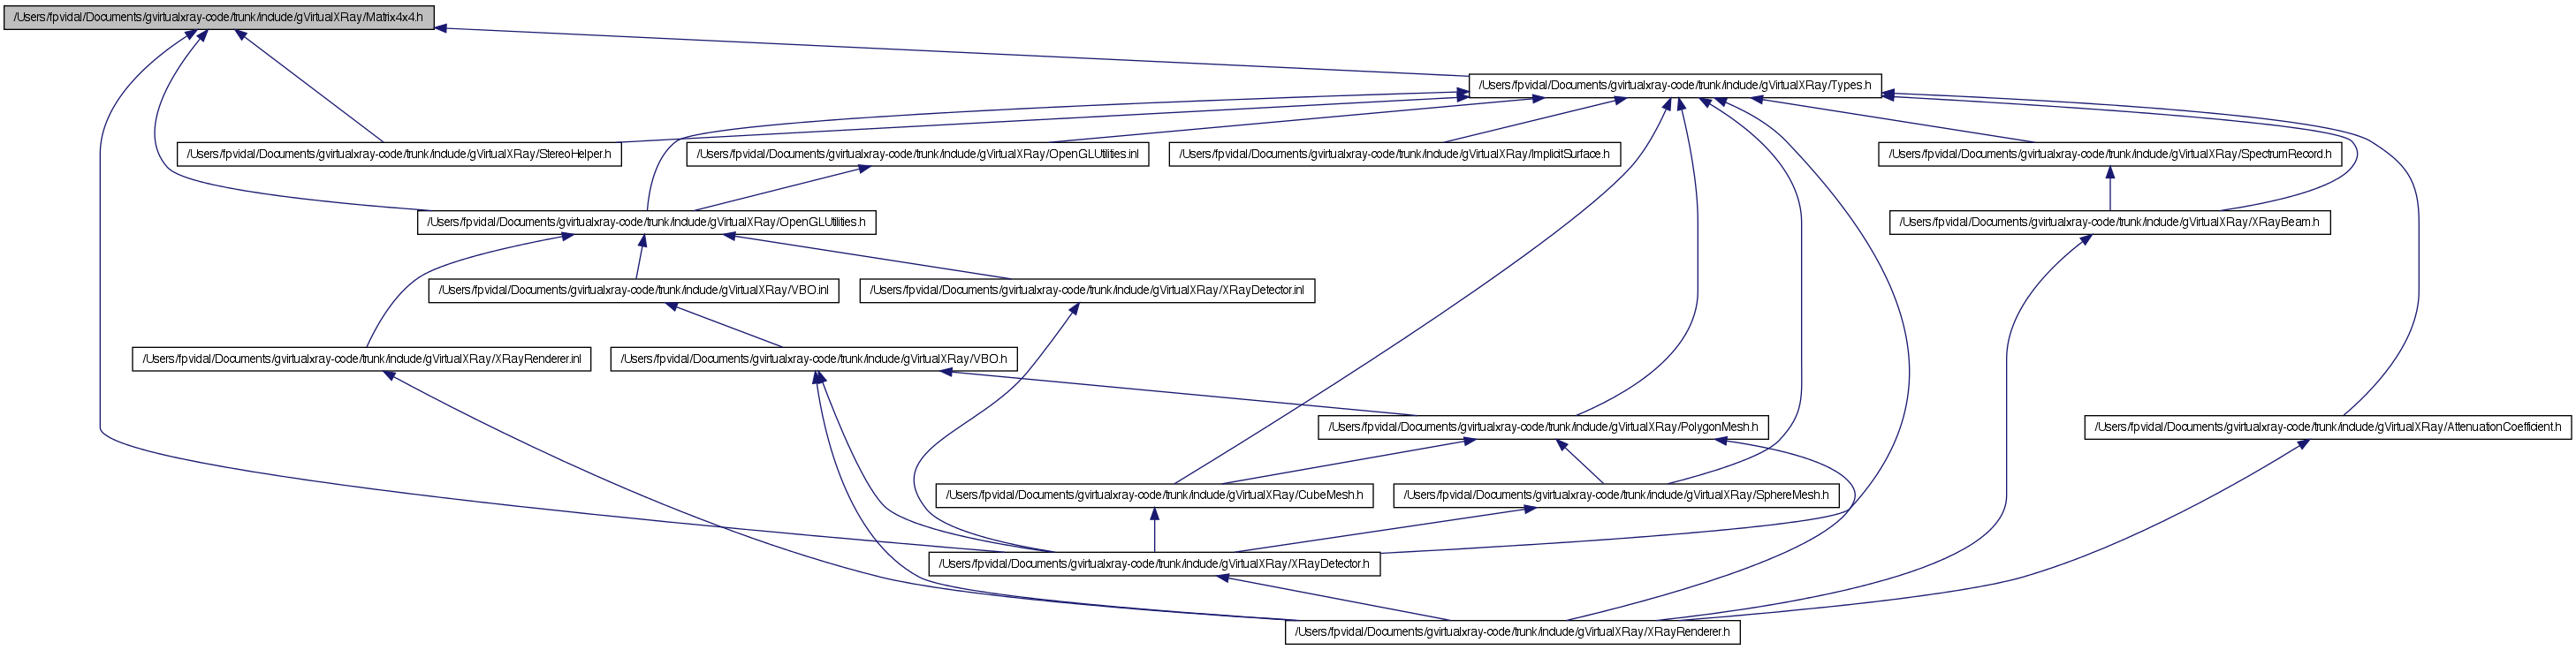 /Users/fpvidal/Documents/gvirtualxray-code/trunk/include/gVirtualXRay/Matrix4x4.h
/Users/fpvidal/Documents/gvirtualxray-code/trunk/include/gVirtualXRay/Types.h
/Users/fpvidal/Documents/gvirtualxray-code/trunk/include/gVirtualXRay/StereoHelper.h
/Users/fpvidal/Documents/gvirtualxray-code/trunk/include/gVirtualXRay/OpenGLUtilities.inl
/Users/fpvidal/Documents/gvirtualxray-code/trunk/include/gVirtualXRay/ImplicitSurface.h
/Users/fpvidal/Documents/gvirtualxray-code/trunk/include/gVirtualXRay/SpectrumRecord.h
/Users/fpvidal/Documents/gvirtualxray-code/trunk/include/gVirtualXRay/OpenGLUtilities.h
/Users/fpvidal/Documents/gvirtualxray-code/trunk/include/gVirtualXRay/XRayBeam.h
/Users/fpvidal/Documents/gvirtualxray-code/trunk/include/gVirtualXRay/VBO.inl
/Users/fpvidal/Documents/gvirtualxray-code/trunk/include/gVirtualXRay/XRayDetector.inl
/Users/fpvidal/Documents/gvirtualxray-code/trunk/include/gVirtualXRay/XRayRenderer.inl
/Users/fpvidal/Documents/gvirtualxray-code/trunk/include/gVirtualXRay/VBO.h
/Users/fpvidal/Documents/gvirtualxray-code/trunk/include/gVirtualXRay/PolygonMesh.h
/Users/fpvidal/Documents/gvirtualxray-code/trunk/include/gVirtualXRay/AttenuationCoefficient.h
/Users/fpvidal/Documents/gvirtualxray-code/trunk/include/gVirtualXRay/CubeMesh.h
/Users/fpvidal/Documents/gvirtualxray-code/trunk/include/gVirtualXRay/SphereMesh.h
/Users/fpvidal/Documents/gvirtualxray-code/trunk/include/gVirtualXRay/XRayDetector.h
/Users/fpvidal/Documents/gvirtualxray-code/trunk/include/gVirtualXRay/XRayRenderer.h